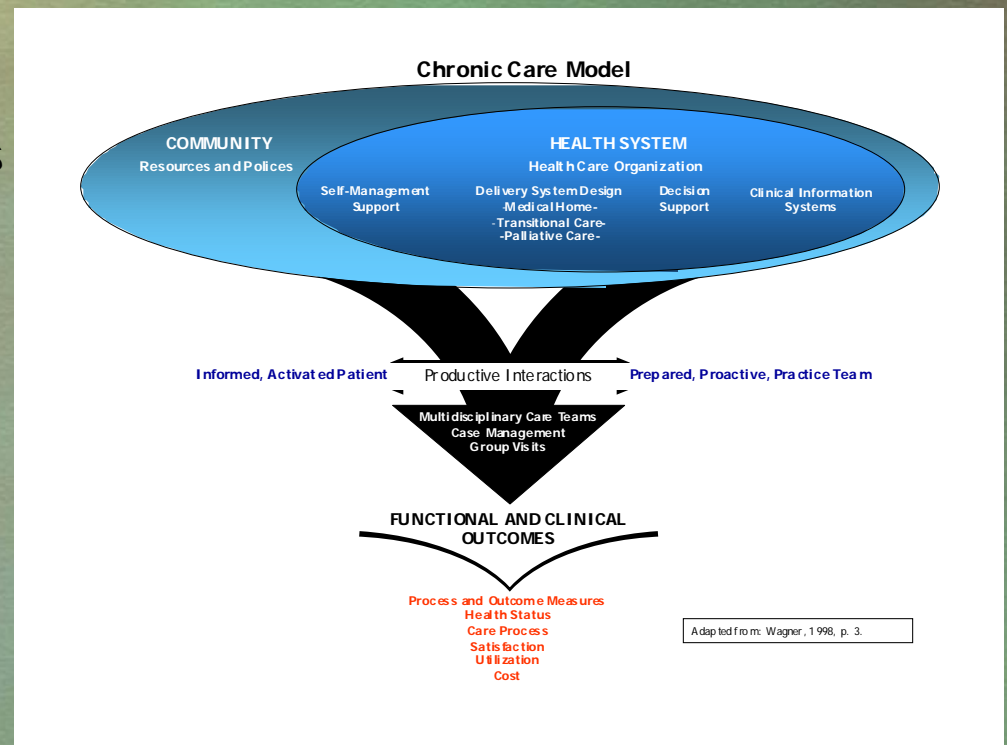 Chronic Care Model
COMMUNITY
Resources and Polices
HEALTH SYSTEM
Health Care Organization
Self-Management
Support
Delivery System Design
-Medical Home-
-Transitional Care-
-Palliative Care-
Decision
Support
Clinical Information
Systems
Informed, Activated Patient
Productive Interactions
Prepared, Proactive, Practice Team
Multidisciplinary Care Teams
Case Management
Group Visits
FUNCTIONAL AND CLINICAL
OUTCOMES
Process and Outcome Measures
Health Status
Care Process
Satisfaction
Utilization
Cost
Adapted from: Wagner, 1998, p. 3.